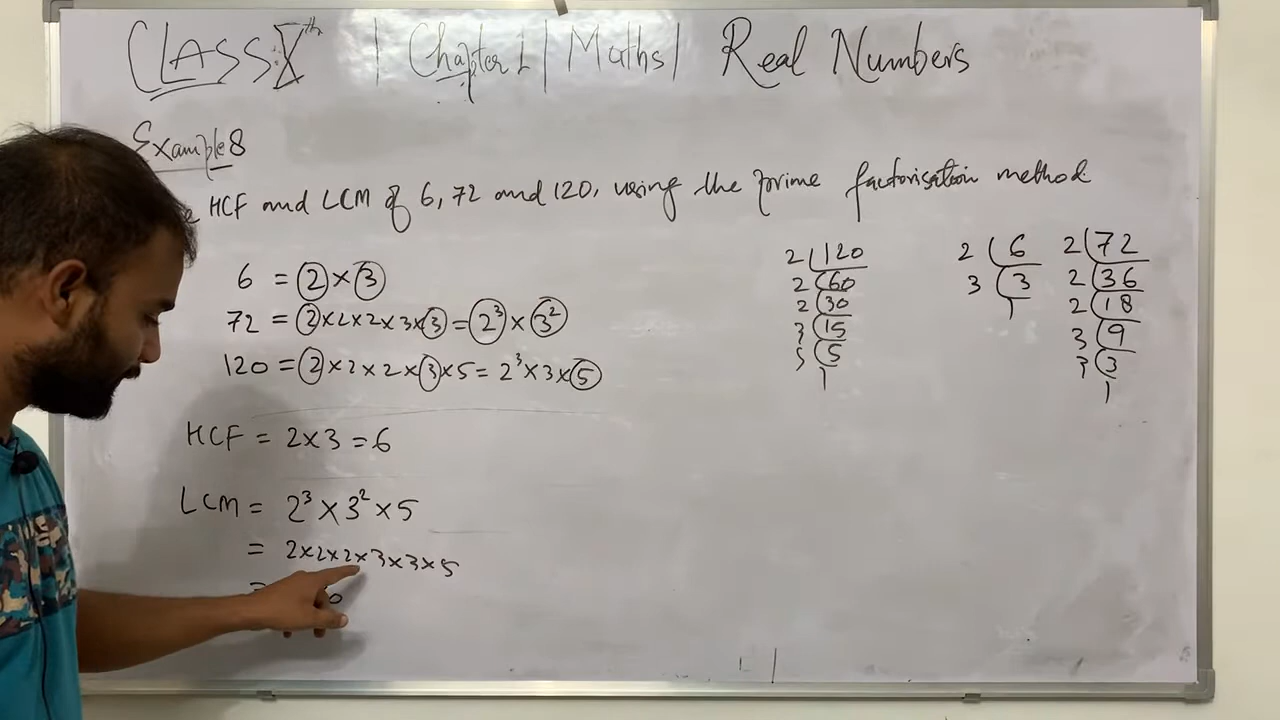 CLASS Xth | Chapter 1 | Maths | Real Numbers
Example 8
HCF and LCM of 6, 72 and 120, using the prime factorisation method
6 = 2 × 3
72 = 2×2×2×3×3 = 2³ × 3²
120 = 2×2×2×3×5 = 2³×3×5
HCF = 2×3 = 6
LCM = 2³ × 3² × 5
= 2×2×2×3×3×5
=
2 120
2 60
2 30
3 15
5 5
1
2 6
3 3
1
2 72
2 36
2 18
3 9
3 3
1